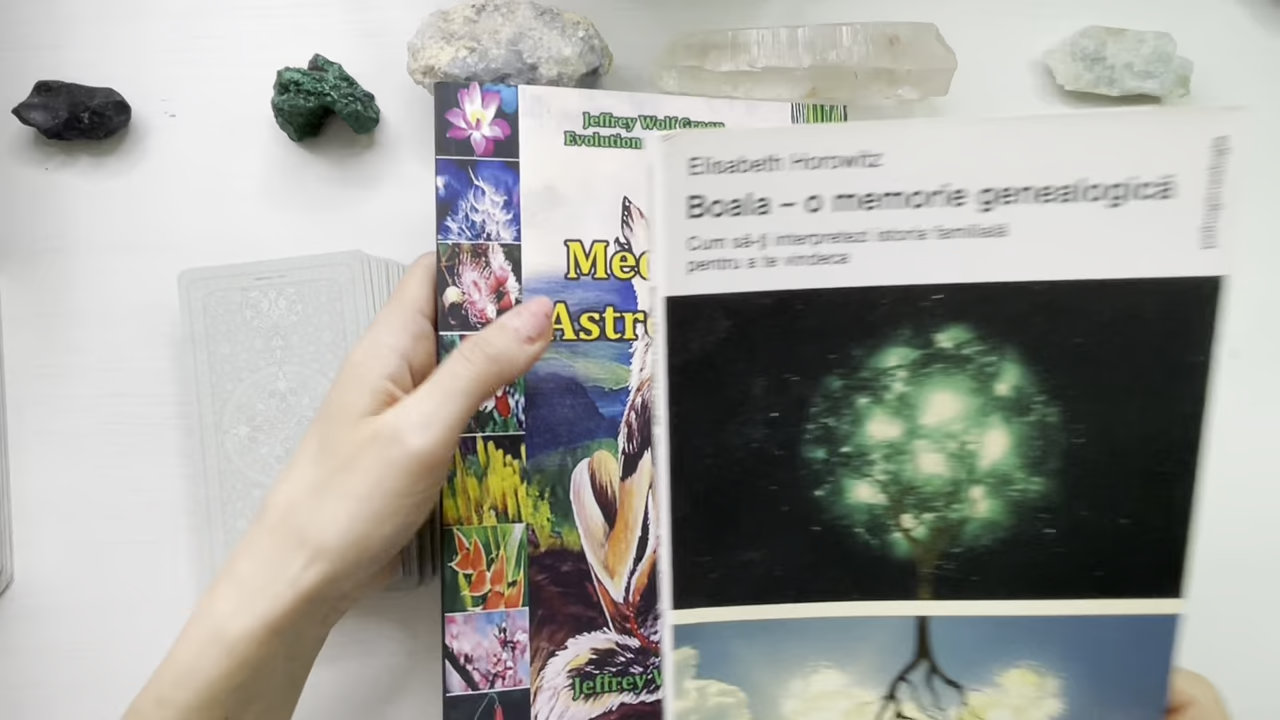 Jeffrey Wolf Green
Evolution
Med
Astro
Jeffrey W
Elisabeth Horowitz
Boala – o memorie genealogică
Cum să-ți interpretezi istoria familială
pentru a te vindeca